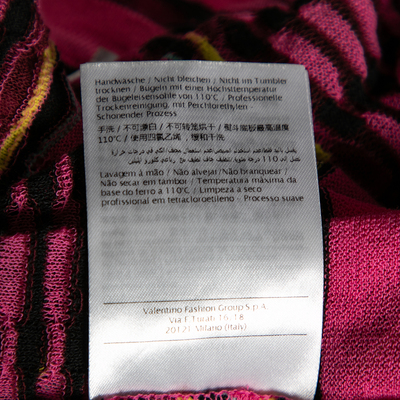 Handwäsche / Nicht bleichen / Nicht im Tumbler
trocknen / Bügeln mit einer Höchsttemperatur
der Bügeleisensohle von 110°C / Professionelle
Trockenreinigung, mit Perchlorethylen
Schonender Prozess
手洗 / 不可漂白 / 不可转笼烘干 / 熨斗底板最高温度
110°C / 使用四氯乙烯, 缓和干洗
110
Lavagem à mão / Não alvejar/Não branquear /
Não secar em tambor / Temperatura máxima da
base do ferro a 110°C / Limpeza a seco
profissional em tetracloroetileno - Processo suave
Valentino Fashion Group S.p.A.
Via F.Turati 16, 18
20121 Milano (Italy)